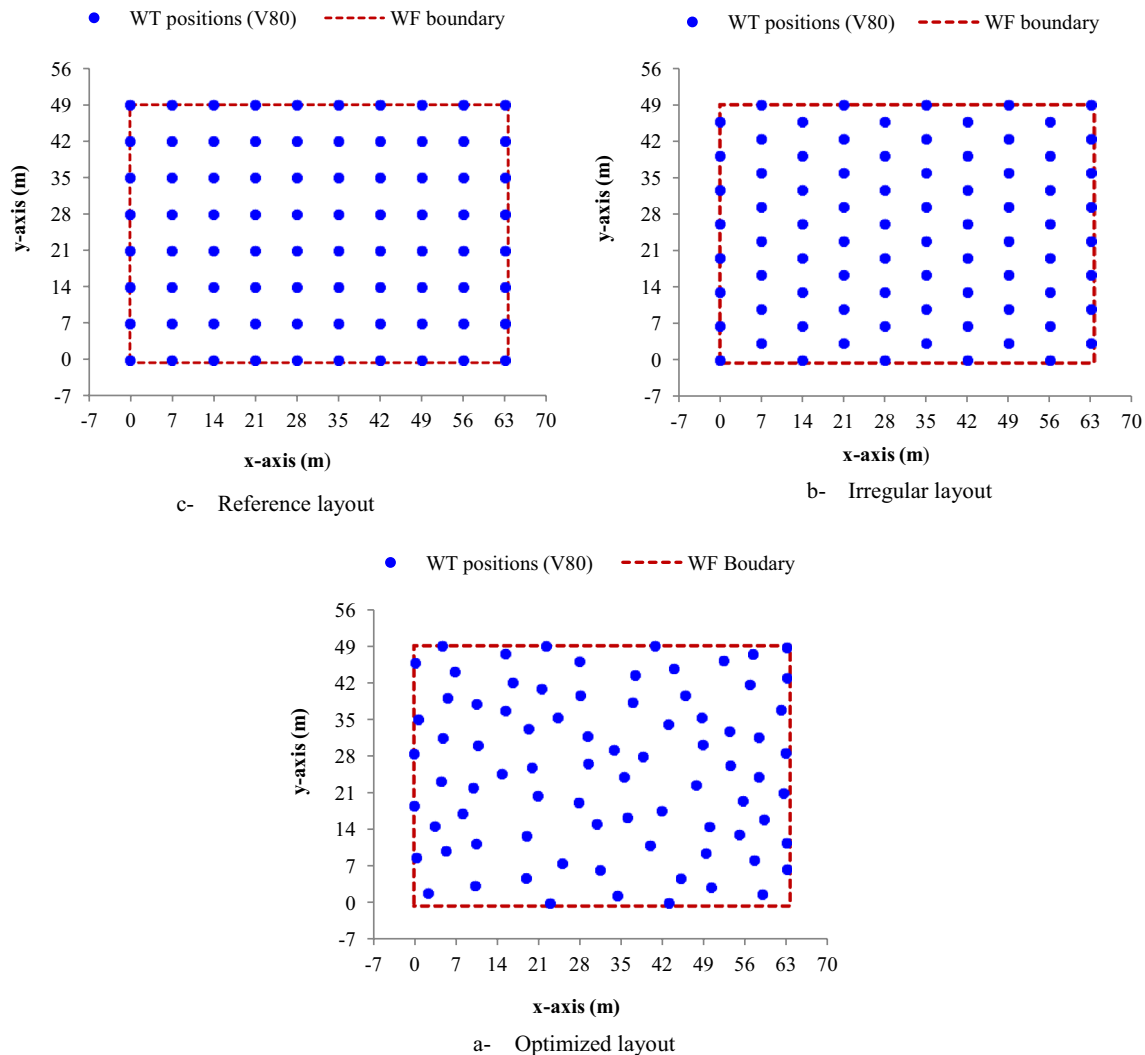 WT positions (V80) WF boundary
56
49
42
35
28
21
14
7
0
-7
y-axis (m)
-7 0 7 14 21 28 35 42 49 56 63 70
x-axis (m)
c- Reference layout
WT positions (V80) WF boundary
56
49
42
35
28
21
14
7
0
-7
y-axis (m)
-7 0 7 14 21 28 35 42 49 56 63 70
x-axis (m)
b- Irregular layout
WT positions (V80) WF Boudary
56
49
42
35
28
21
14
7
0
-7
y-axis (m)
-7 0 7 14 21 28 35 42 49 56 63 70
x-axis (m)
a- Optimized layout